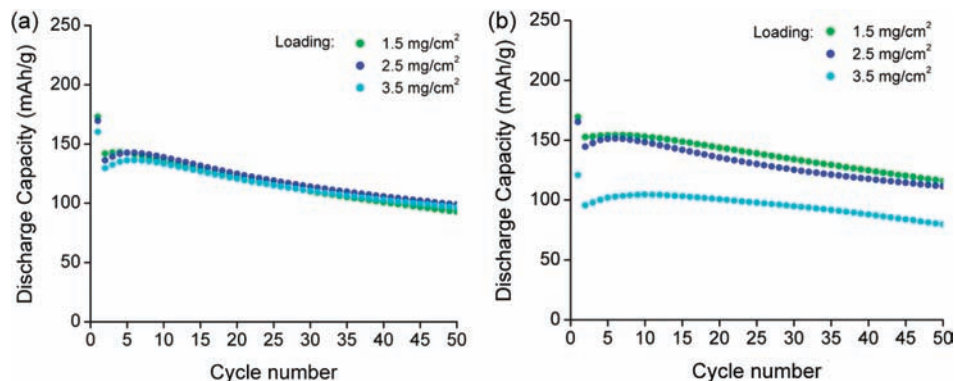 (a)
Discharge Capacity (mAh/g)
250
200
150
100
50
0
Loading:
1.5 mg/cm²
2.5 mg/cm²
3.5 mg/cm²
0 5 10 15 20 25 30 35 40 45 50
Cycle number
(b)
Discharge Capacity (mAh/g)
250
200
150
100
50
0
Loading:
1.5 mg/cm²
2.5 mg/cm²
3.5 mg/cm²
0 5 10 15 20 25 30 35 40 45 50
Cycle number